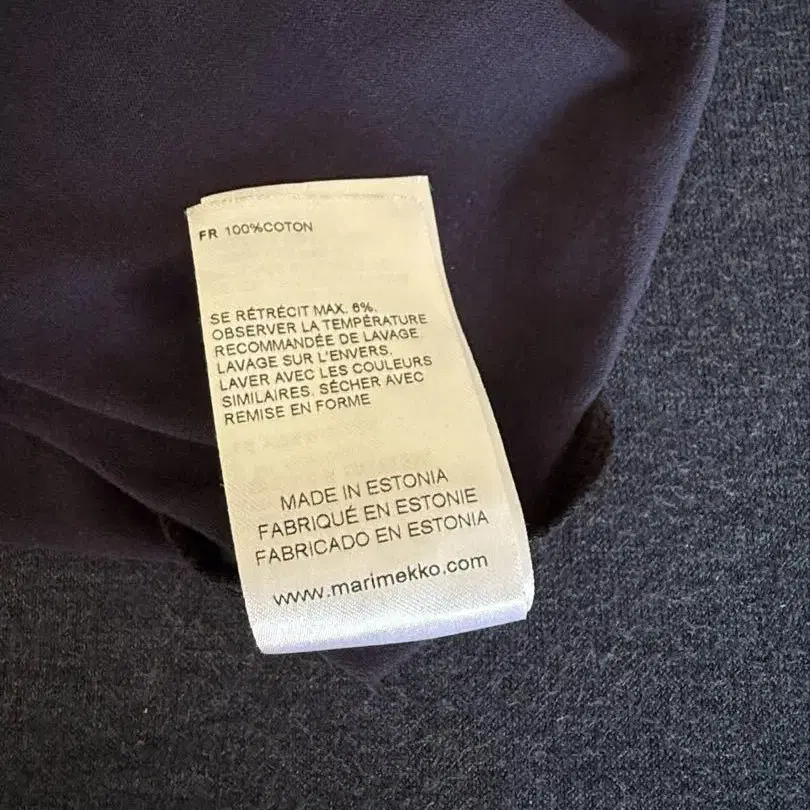 FR 100%COTON
SE RÉTRÉCIT MAX. 6%.
OBSERVER LA TEMPÉRATURE
RECOMMANDÉE DE LAVAGE.
LAVAGE SUR L'ENVERS.
LAVER AVEC LES COULEURS
SIMILAIRES. SÉCHER AVEC
REMISE EN FORME
MADE IN ESTONIA
FABRIQUÉ EN ESTONIE
FABRICADO EN ESTONIA
www.marimekko.com